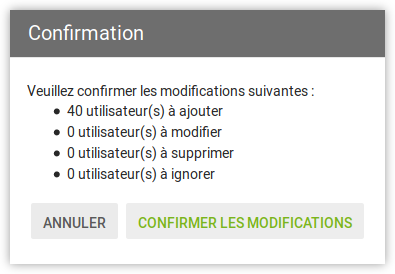 Confirmation
Veuillez confirmer les modifications suivantes :
• 40 utilisateur(s) à ajouter
• 0 utilisateur(s) à modifier
• 0 utilisateur(s) à supprimer
• 0 utilisateur(s) à ignorer
ANNULER CONFIRMER LES MODIFICATIONS